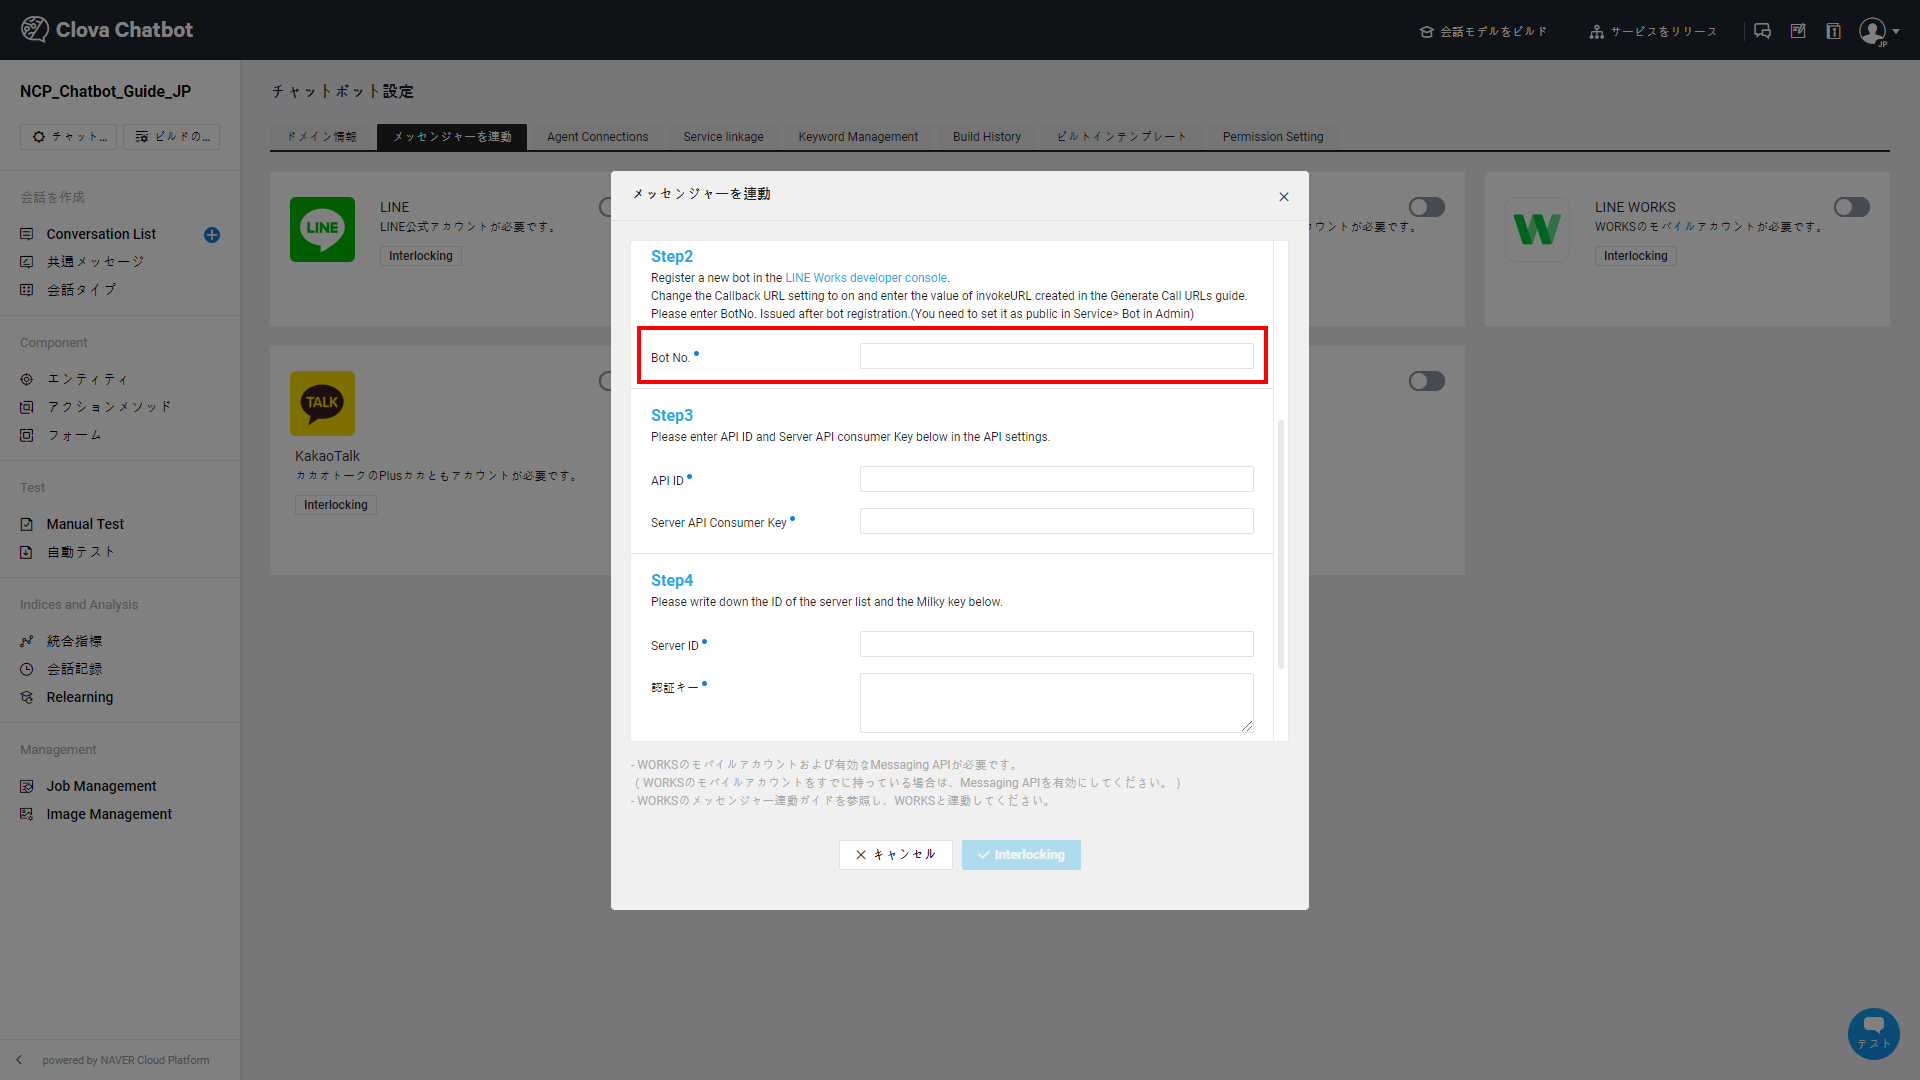 Clova Chatbot
会話モデルをビルド
サービスをリリース
JP
NCP_Chatbot_Guide_JP
チャット...
ビルドの...
会話を作成
Conversation List
共通メッセージ
会話タイプ
Component
エンティティ
アクションメソッド
フォーム
Test
Manual Test
自動テスト
Indices and Analysis
統合指標
会話記録
Relearning
Management
Job Management
Image Management
powered by NAVER Cloud Platform
チャットボット設定
ドメイン情報
メッセンジャーを連動
Agent Connections
Service linkage
Keyword Management
Build History
ビルトインテンプレート
Permission Setting
LINE
LINE
LINE公式アカウントが必要です。
Interlocking
ウントが必要です。
LINE WORKS
WORKSのモバイルアカウントが必要です。
Interlocking
TALK
KakaoTalk
カカオトークのPlusカカともアカウントが必要です。
Interlocking
メッセンジャーを連動
Step2
Register a new bot in the LINE Works developer console.
Change the Callback URL setting to on and enter the value of invokeURL created in the Generate Call URLs guide.
Please enter BotNo. Issued after bot registration.(You need to set it as public in Service> Bot in Admin)
Bot No.
Step3
Please enter API ID and Server API consumer Key below in the API settings.
API ID
Server API Consumer Key
Step4
Please write down the ID of the server list and the Milky key below.
Server ID
認証キー
- WORKSのモバイルアカウントおよび有効なMessaging APIが必要です。
（WORKSのモバイルアカウントをすでに持っている場合は、Messaging APIを有効にしてください。）
- WORKSのメッセンジャー連動ガイドを参照し、WORKSと連動してください。
キャンセル
Interlocking
テスト